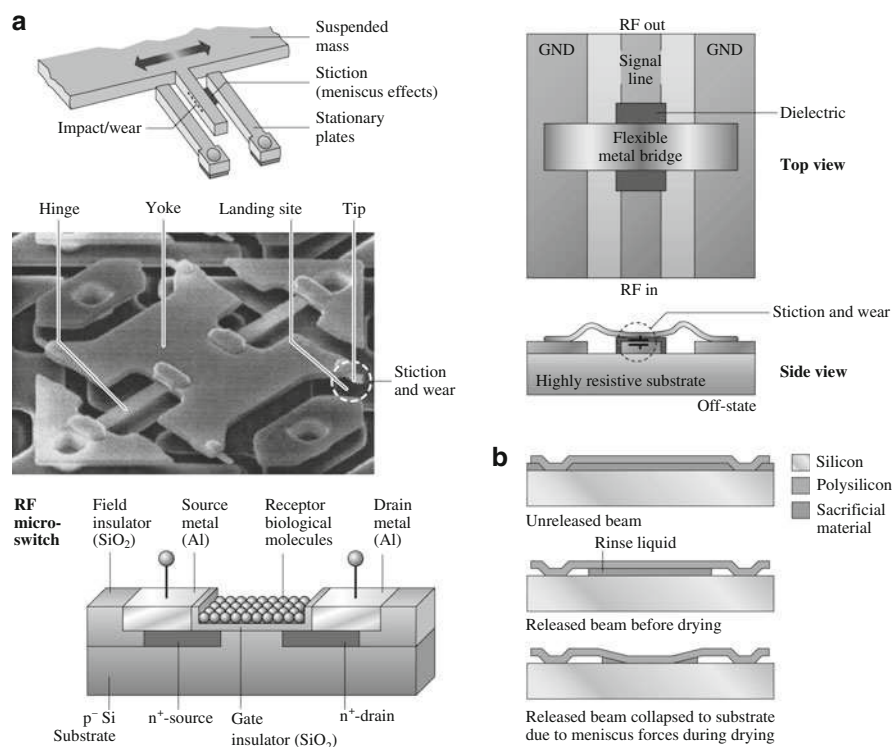 a
Suspended
mass
Stiction
(meniscus effects)
Impact/wear
Stationary
plates
Hinge
Yoke
Landing site
Tip
Stiction
and wear
RF
micro-
switch
Field
insulator
(SiO₂)
Source
metal
(Al)
Receptor
biological
molecules
Drain
metal
(Al)
p⁻ Si
Substrate
n⁺-source
Gate
insulator (SiO₂)
n⁺-drain
RF out
GND
GND
Signal
line
Dielectric
Flexible
metal bridge
Top view
RF in
Stiction and wear
Highly resistive substrate
Side view
Off-state
b
Silicon
Polysilicon
Sacrificial
material
Unreleased beam
Rinse liquid
Released beam before drying
Released beam collapsed to substrate
due to meniscus forces during drying